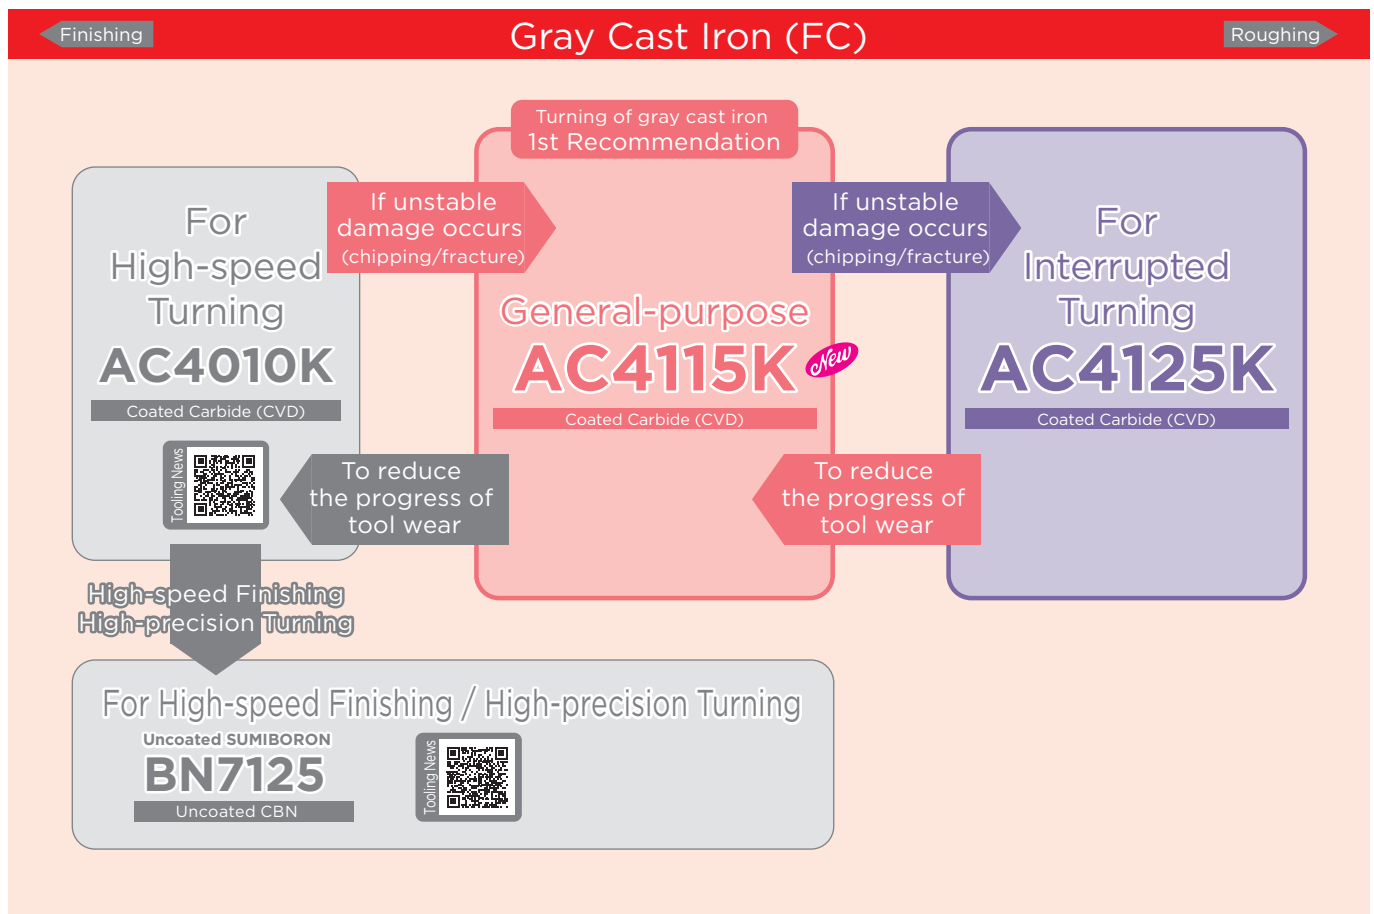 Finishing
Gray Cast Iron (FC)
Roughing
Turning of gray cast iron
1st Recommendation
For
High-speed
Turning
AC4010K
Coated Carbide (CVD)
Tooling News
If unstable
damage occurs
(chipping/fracture)
General-purpose
AC4115K
New
Coated Carbide (CVD)
If unstable
damage occurs
(chipping/fracture)
For
Interrupted
Turning
AC4125K
Coated Carbide (CVD)
To reduce
the progress of
tool wear
To reduce
the progress of
tool wear
High-speed Finishing
High-precision Turning
For High-speed Finishing / High-precision Turning
Uncoated SUMIBORON
BN7125
Uncoated CBN
Tooling News